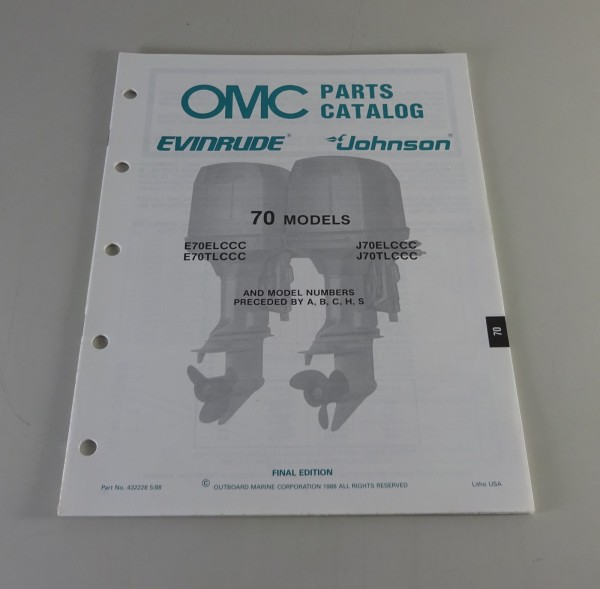 OMC PARTS CATALOG
EVINRUDE® Johnson®
70 MODELS
E70ELCCC J70ELCCC
E70TLCCC J70TLCCC
AND MODEL NUMBERS
PRECEDED BY A, B, C, H, S
70
FINAL EDITION
Part No. 432228 5/88 © OUTBOARD MARINE CORPORATION 1988 ALL RIGHTS RESERVED Litho USA